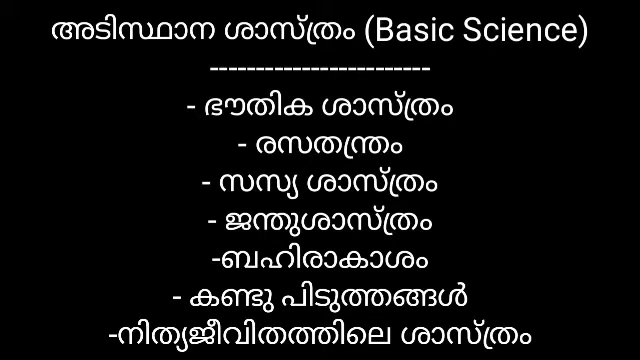 അടിസ്ഥാന ശാസ്ത്രം (Basic Science)
------------------------
- ഭൗതിക ശാസ്ത്രം
- രസതന്ത്രം
- സസ്യ ശാസ്ത്രം
- ജന്തുശാസ്ത്രം
-ബഹിരാകാശം
- കണ്ടു പിടുത്തങ്ങൾ
-നിത്യജീവിതത്തിലെ ശാസ്ത്രം